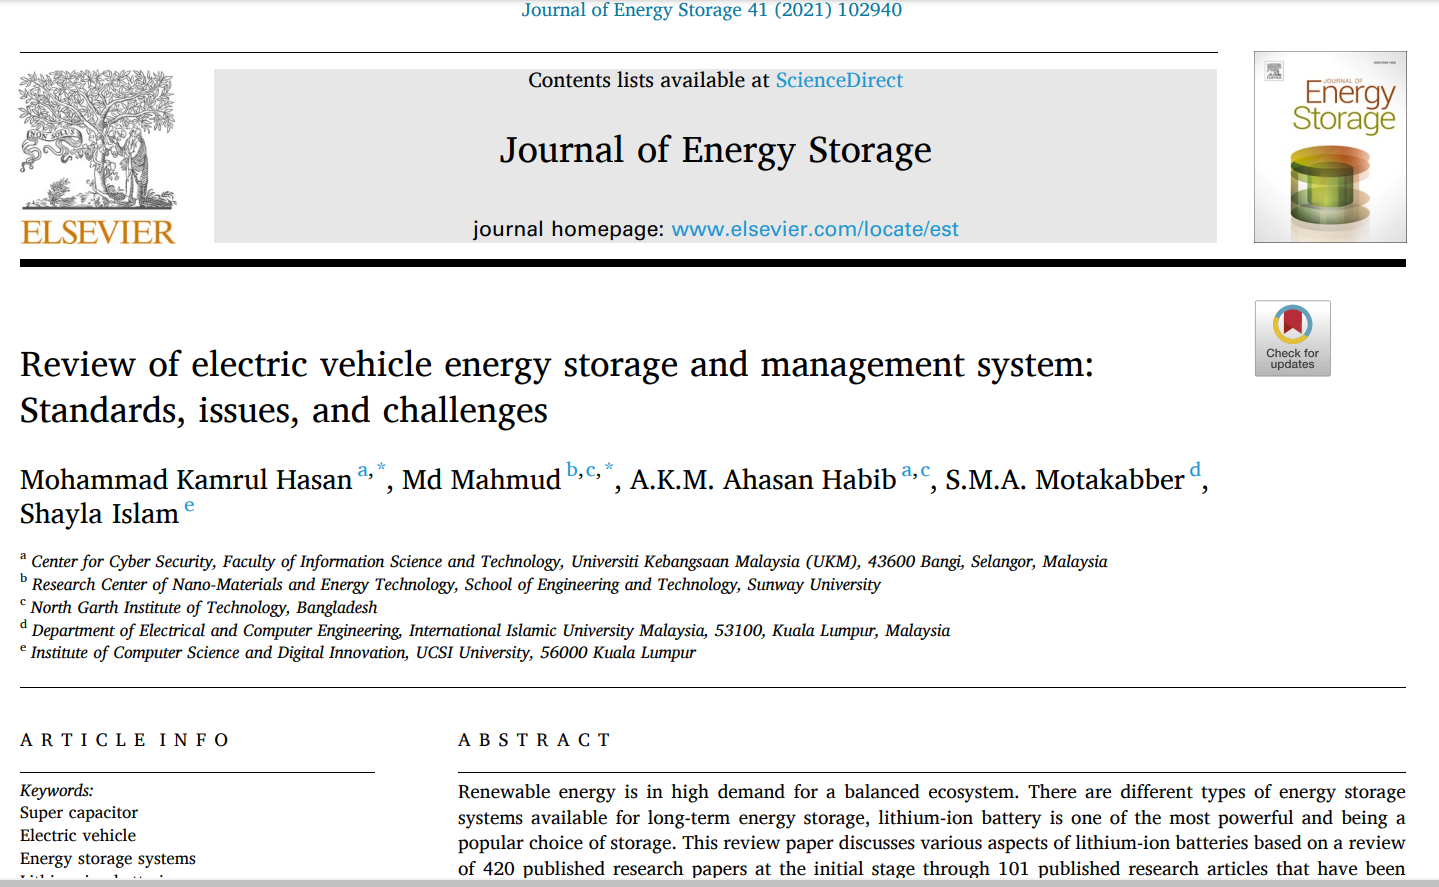 Journal of Energy Storage 41 (2021) 102940
Contents lists available at ScienceDirect
Journal of Energy Storage
journal homepage: www.elsevier.com/locate/est
NON SOLUS
ELSEVIER
ELSEVIER
JOURNAL OF
Energy
Storage
Check for
updates
Review of electric vehicle energy storage and management system:
Standards, issues, and challenges
Mohammad Kamrul Hasan a,*, Md Mahmud b,c,*, A.K.M. Ahasan Habib a,c, S.M.A. Motakabber d,
Shayla Islam e
a Center for Cyber Security, Faculty of Information Science and Technology, Universiti Kebangsaan Malaysia (UKM), 43600 Bangi, Selangor, Malaysia
b Research Center of Nano-Materials and Energy Technology, School of Engineering and Technology, Sunway University
c North Garth Institute of Technology, Bangladesh
d Department of Electrical and Computer Engineering, International Islamic University Malaysia, 53100, Kuala Lumpur, Malaysia
e Institute of Computer Science and Digital Innovation, UCSI University, 56000 Kuala Lumpur
ARTICLE INFO
Keywords:
Super capacitor
Electric vehicle
Energy storage systems
ABSTRACT
Renewable energy is in high demand for a balanced ecosystem. There are different types of energy storage
systems available for long-term energy storage, lithium-ion battery is one of the most powerful and being a
popular choice of storage. This review paper discusses various aspects of lithium-ion batteries based on a review
of 420 published research papers at the initial stage through 101 published research articles that have been